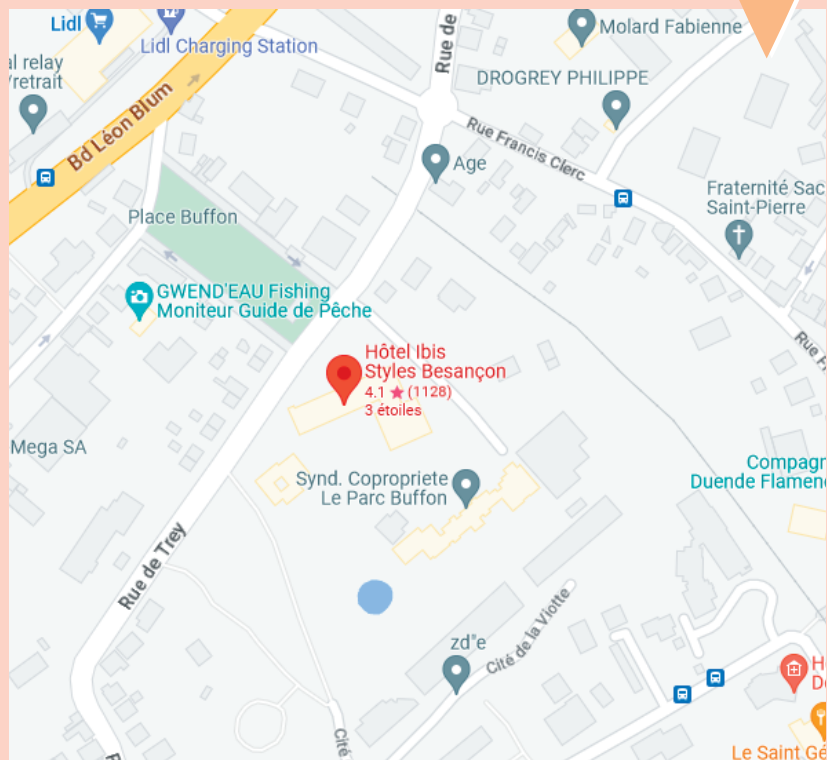 Lidl
Lidl Charging Station
al relay
/retrait
Bd Léon Blum
Rue de
Molard Fabienne
DROGREY PHILIPPE
Rue Francis Clerc
Age
Fraternité Sac
Saint-Pierre
Place Buffon
GWEND'EAU Fishing
Moniteur Guide de Pêche
Rue F
Hôtel Ibis
Styles Besançon
4.1 ★ (1128)
3 étoiles
Mega SA
Synd. Copropriete
Le Parc Buffon
Compagn
Duende Flamen
Rue de Trey
Cité de la Viotte
zd"e
H
D
Cité
Le Saint Gé